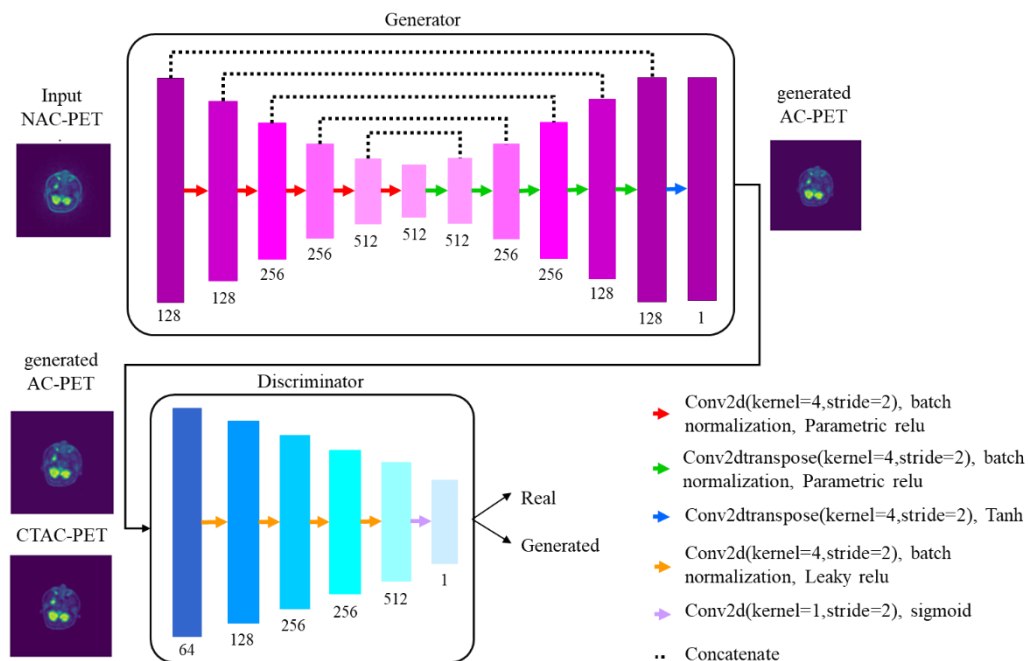 Generator
Input
NAC-PET
.
generated
AC-PET
128
128
256
256
512
512
512
256
256
128
128
1
generated
AC-PET
CTAC-PET
Discriminator
64
128
256
256
512
1
Real
Generated
Conv2d(kernel=4,stride=2), batch
normalization, Parametric relu
Conv2dtranspose(kernel=4,stride=2), batch
normalization, Parametric relu
Conv2dtranspose(kernel=4,stride=2), Tanh
Conv2d(kernel=4,stride=2), batch
normalization, Leaky relu
Conv2d(kernel=1,stride=2), sigmoid
Concatenate